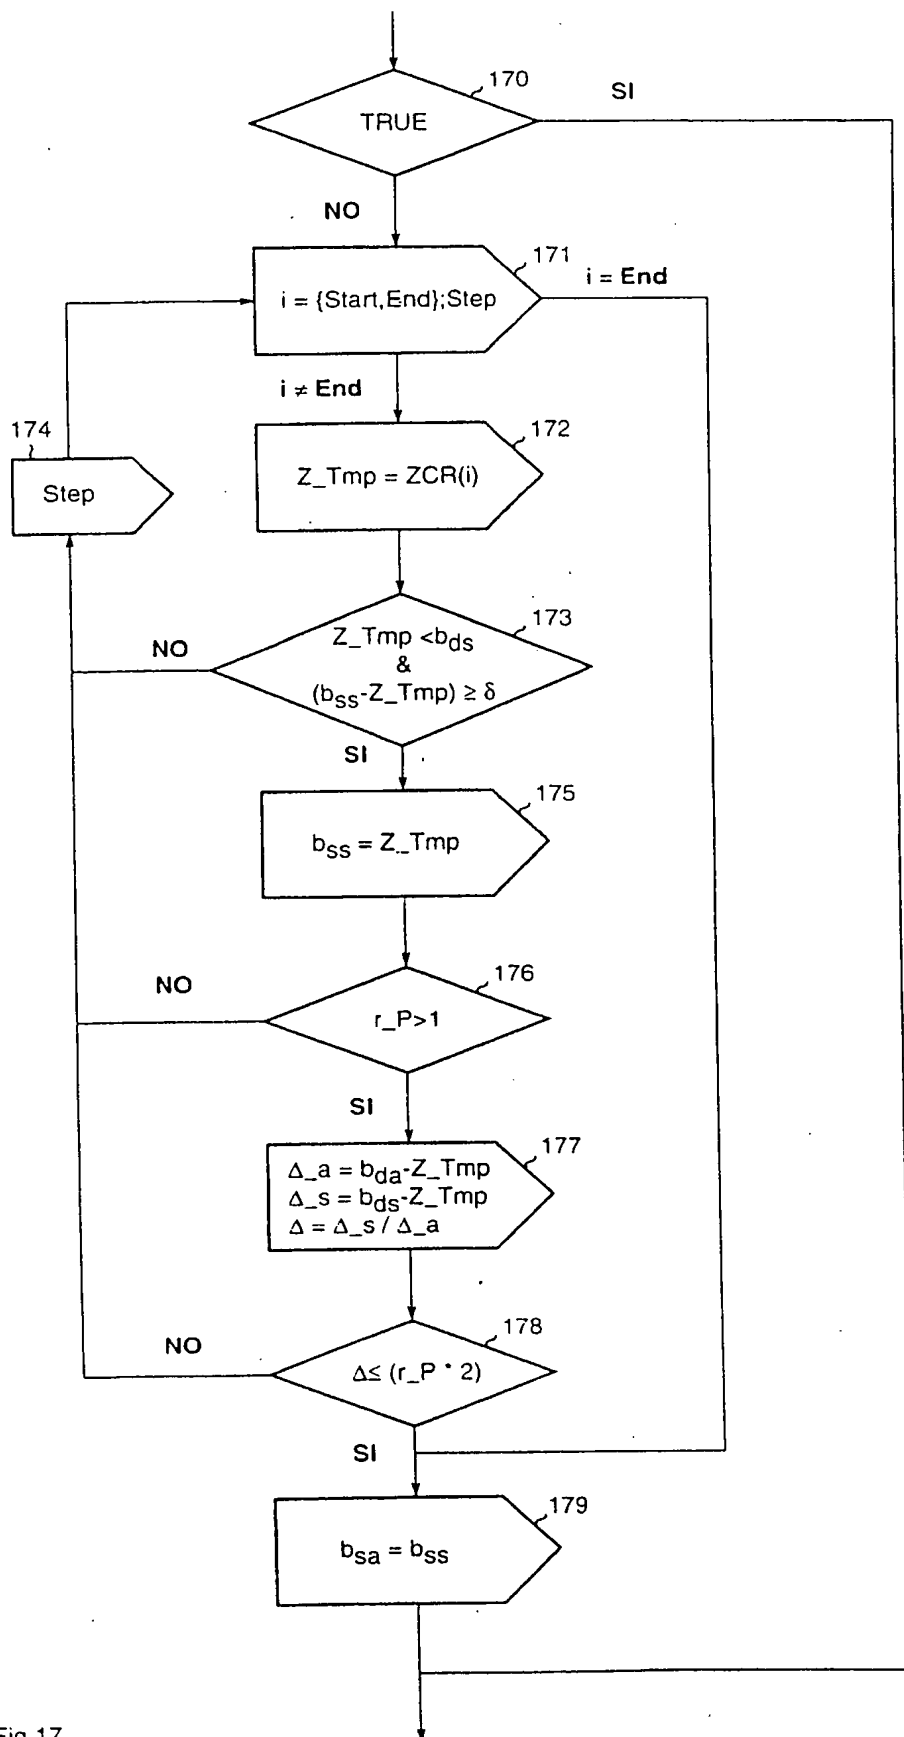 170
SI
TRUE
NO
171
i = End
i = {Start,End};Step
i ≠ End
174
172
Step
Z_Tmp = ZCR(i)
173
NO
Z_Tmp <bds
&
(bss-Z_Tmp) ≥ δ
SI
175
bss = Z_Tmp
176
NO
r_P>1
SI
177
Δ_a = bda-Z_Tmp
Δ_s = bds-Z_Tmp
Δ = Δ_s / Δ_a
178
NO
Δ≤ (r_P * 2)
SI
179
bsa = bss
Fig.17